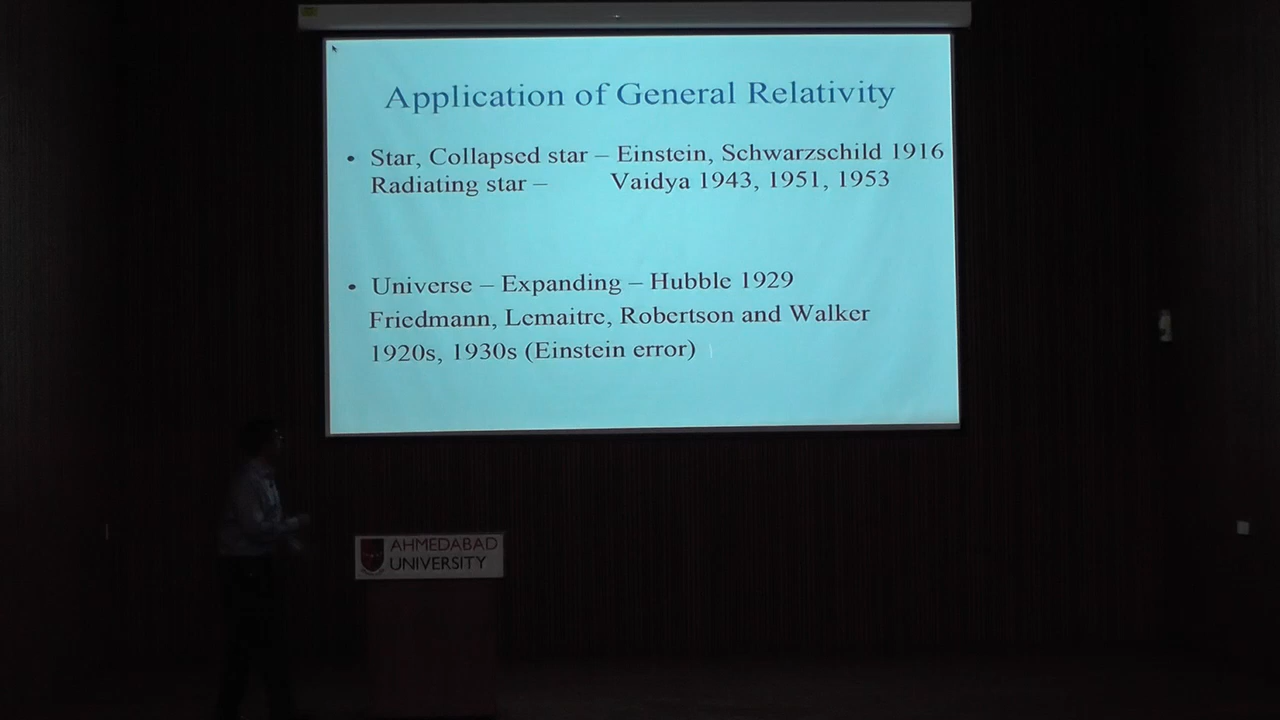 Application of General Relativity
• Star, Collapsed star – Einstein, Schwarzschild 1916
Radiating star – Vaidya 1943, 1951, 1953
• Universe – Expanding – Hubble 1929
Friedmann, Lemaitre, Robertson and Walker
1920s, 1930s (Einstein error)
AHMEDABAD
UNIVERSITY